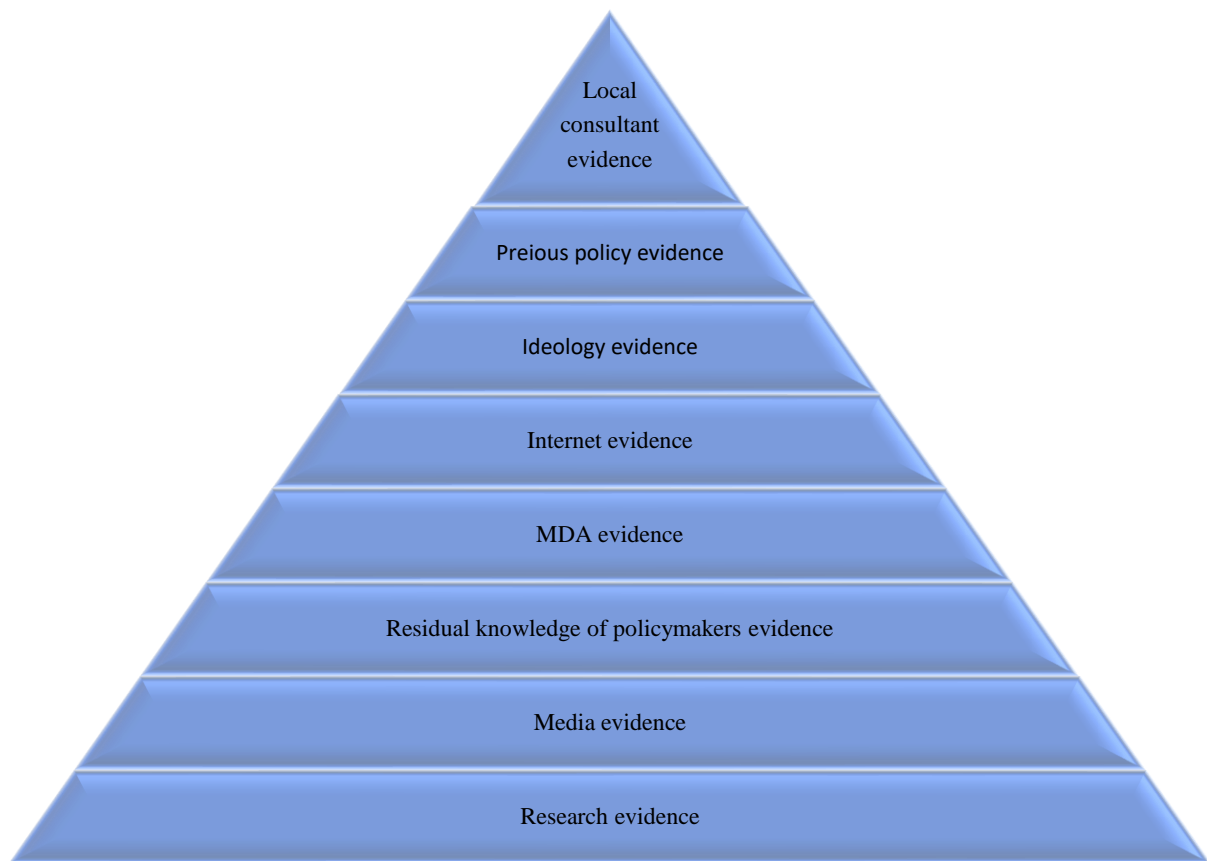 Local
consultant
evidence
Preious policy evidence
Ideology evidence
Internet evidence
MDA evidence
Residual knowledge of policymakers evidence
Media evidence
Research evidence